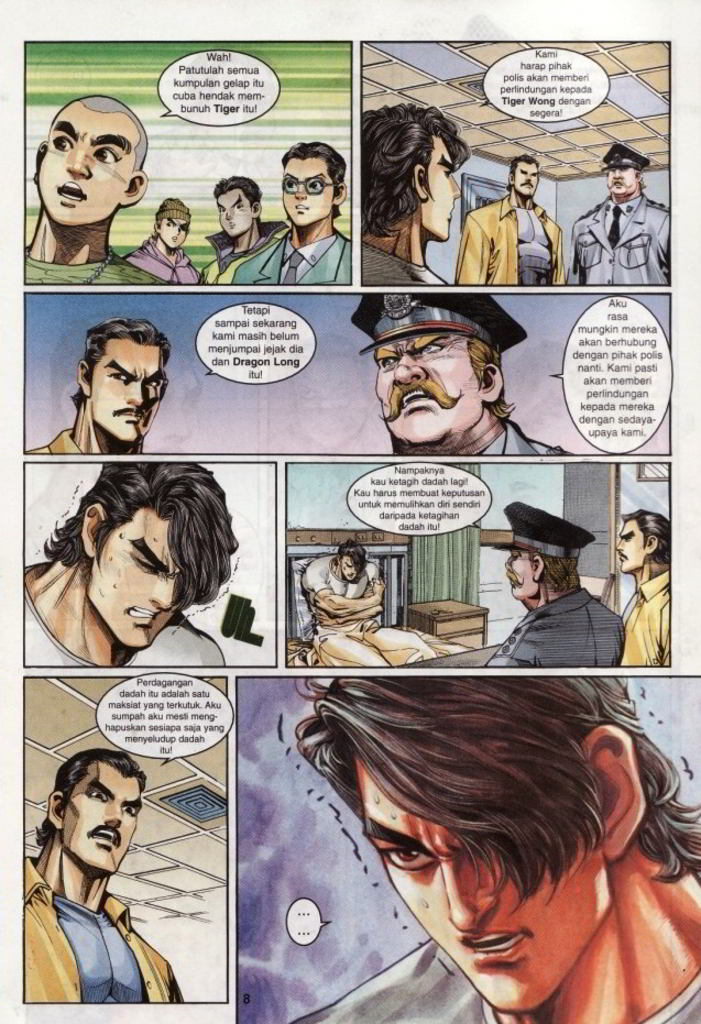 Wah!
Patutulah semua
kumpulan gelap itu
cuba hendak mem-
bunuh Tiger itu!
Kami
harap pihak
polis akan memberi
perlindungan kepada
Tiger Wong dengan
segera!
Tetapi
sampai sekarang
kami masih belum
menjumpai jejak dia
dan Dragon Long
itu!
Aku
rasa
mungkin mereka
akan berhubung
dengan pihak polis
nanti. Kami pasti
akan memberi
perlindungan
kepada mereka
dengan sedaya-
upaya kami.
Uh..
Nampaknya
kau ketagih dadah lagi!
Kau harus membuat keputusan
untuk memulihkan diri sendiri
daripada ketagihan
dadah itu!
Perdagangan
dadah itu adalah satu
maksiat yang terkutuk. Aku
sumpah aku mesti meng-
hapuskan sesiapa saja yang
menyeludup dadah
itu!
...
...
8